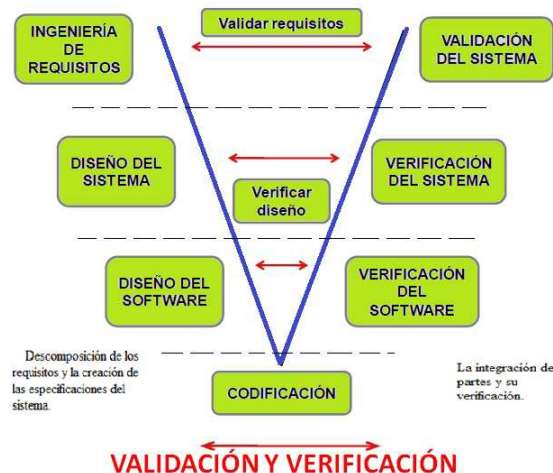 INGENIERÍA
DE
REQUISITOS
Validar requisitos
VALIDACIÓN
DEL SISTEMA
DISEÑO DEL
SISTEMA
VERIFICACIÓN
DEL SISTEMA
Verificar
diseño
DISEÑO DEL
SOFTWARE
VERIFICACIÓN
DEL
SOFTWARE
Descomposición de los
requisitos y la creación de
las especificaciones del
sistema.
La integración de
partes y su
verificación.
CODIFICACIÓN
VALIDACIÓN Y VERIFICACIÓN